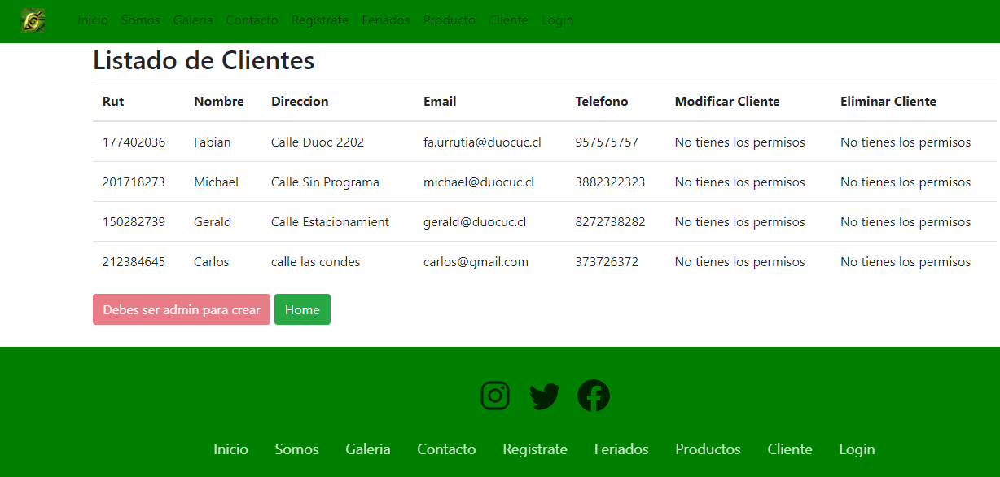 Inicio Somos Galeria Contacto Registrate Feriados Producto Cliente Login
Listado de Clientes
Rut Nombre Direccion Email Telefono Modificar Cliente Eliminar Cliente
177402036 Fabian Calle Duoc 2202 fa.urrutia@duocuc.cl 957575757 No tienes los permisos No tienes los permisos
201718273 Michael Calle Sin Programa michael@duocuc.cl 3882322323 No tienes los permisos No tienes los permisos
150282739 Gerald Calle Estacionamient gerald@duocuc.cl 8272738282 No tienes los permisos No tienes los permisos
212384645 Carlos calle las condes carlos@gmail.com 373726372 No tienes los permisos No tienes los permisos
Debes ser admin para crear Home
Inicio Somos Galeria Contacto Registrate Feriados Productos Cliente Login